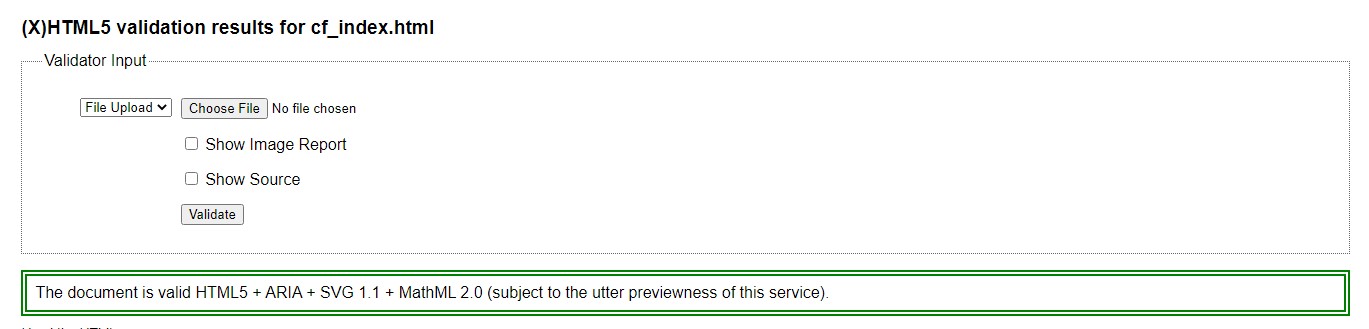 (X)HTML5 validation results for cf_index.html
Validator Input
File Upload Choose File No file chosen
Show Image Report
Show Source
Validate
The document is valid HTML5 + ARIA + SVG 1.1 + MathML 2.0 (subject to the utter previewness of this service).